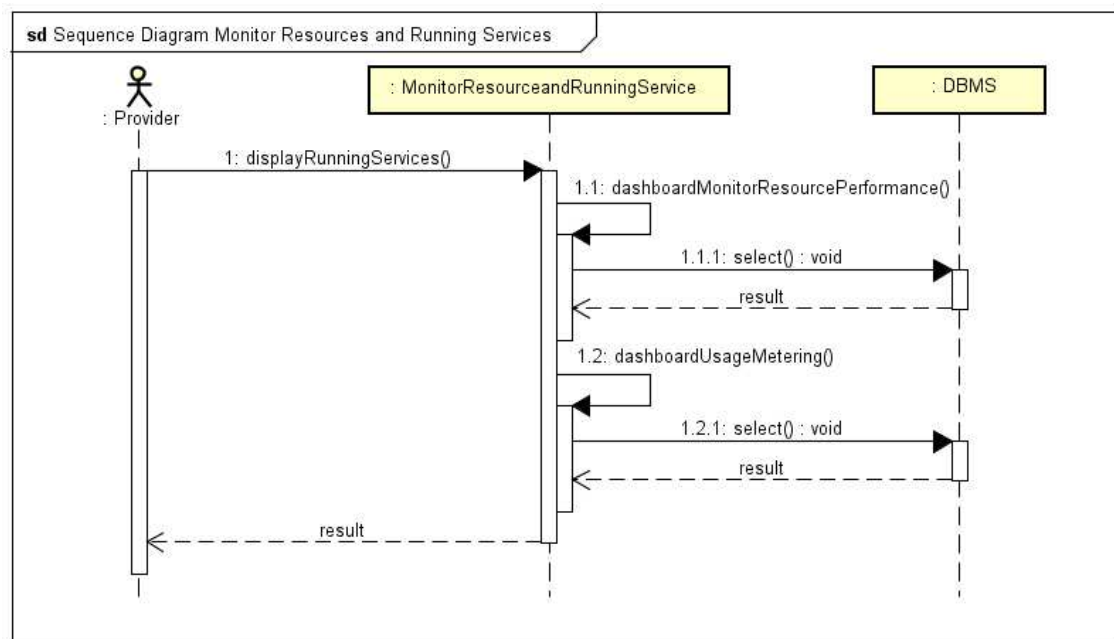 sd Sequence Diagram Monitor Resources and Running Services
: Provider
: MonitorResourceandRunningService
: DBMS
1: displayRunningServices()
1.1: dashboardMonitorResourcePerformance()
1.1.1: select() : void
result
1.2: dashboardUsageMetering()
1.2.1: select() : void
result
result